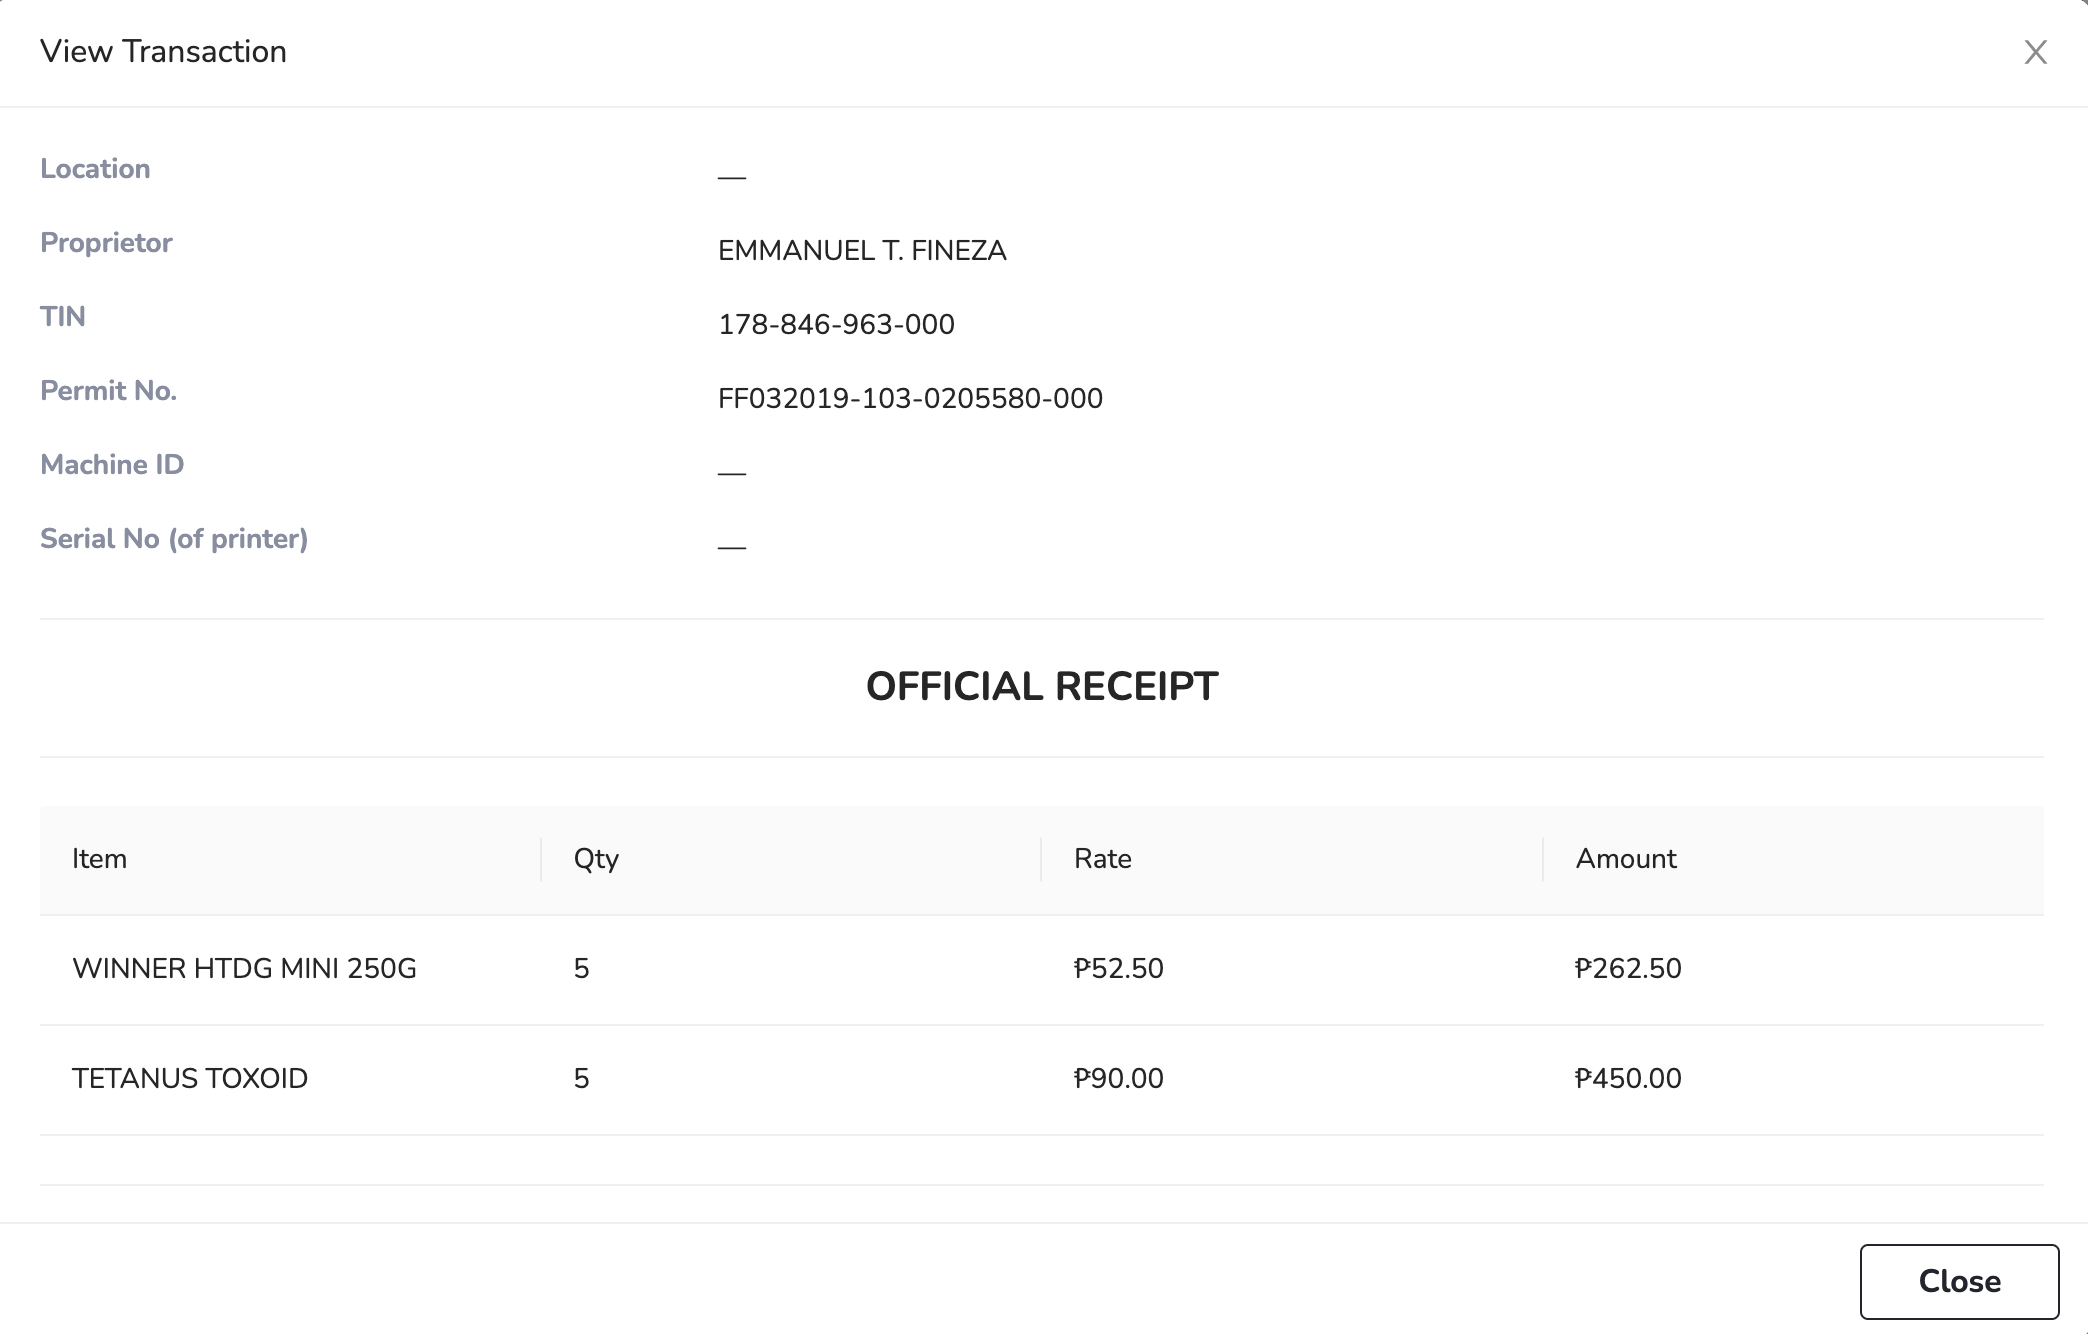 View Transaction X
Location —
Proprietor EMMANUEL T. FINEZA
TIN 178-846-963-000
Permit No. FF032019-103-0205580-000
Machine ID —
Serial No (of printer) —
OFFICIAL RECEIPT
Item Qty Rate Amount
WINNER HTDG MINI 250G 5 ₱52.50 ₱262.50
TETANUS TOXOID 5 ₱90.00 ₱450.00
Close